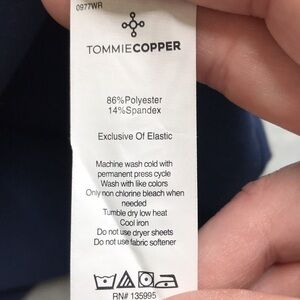 0977WR
TOMMIECOPPER
86%Polyester
14%Spandex
Exclusive Of Elastic
Machine wash cold with
permanent press cycle
Wash with like colors
Only non chlorine bleach when
needed
Tumble dry low heat
Cool iron
Do not use dryer sheets
Do not use fabric softener
RN# 135995